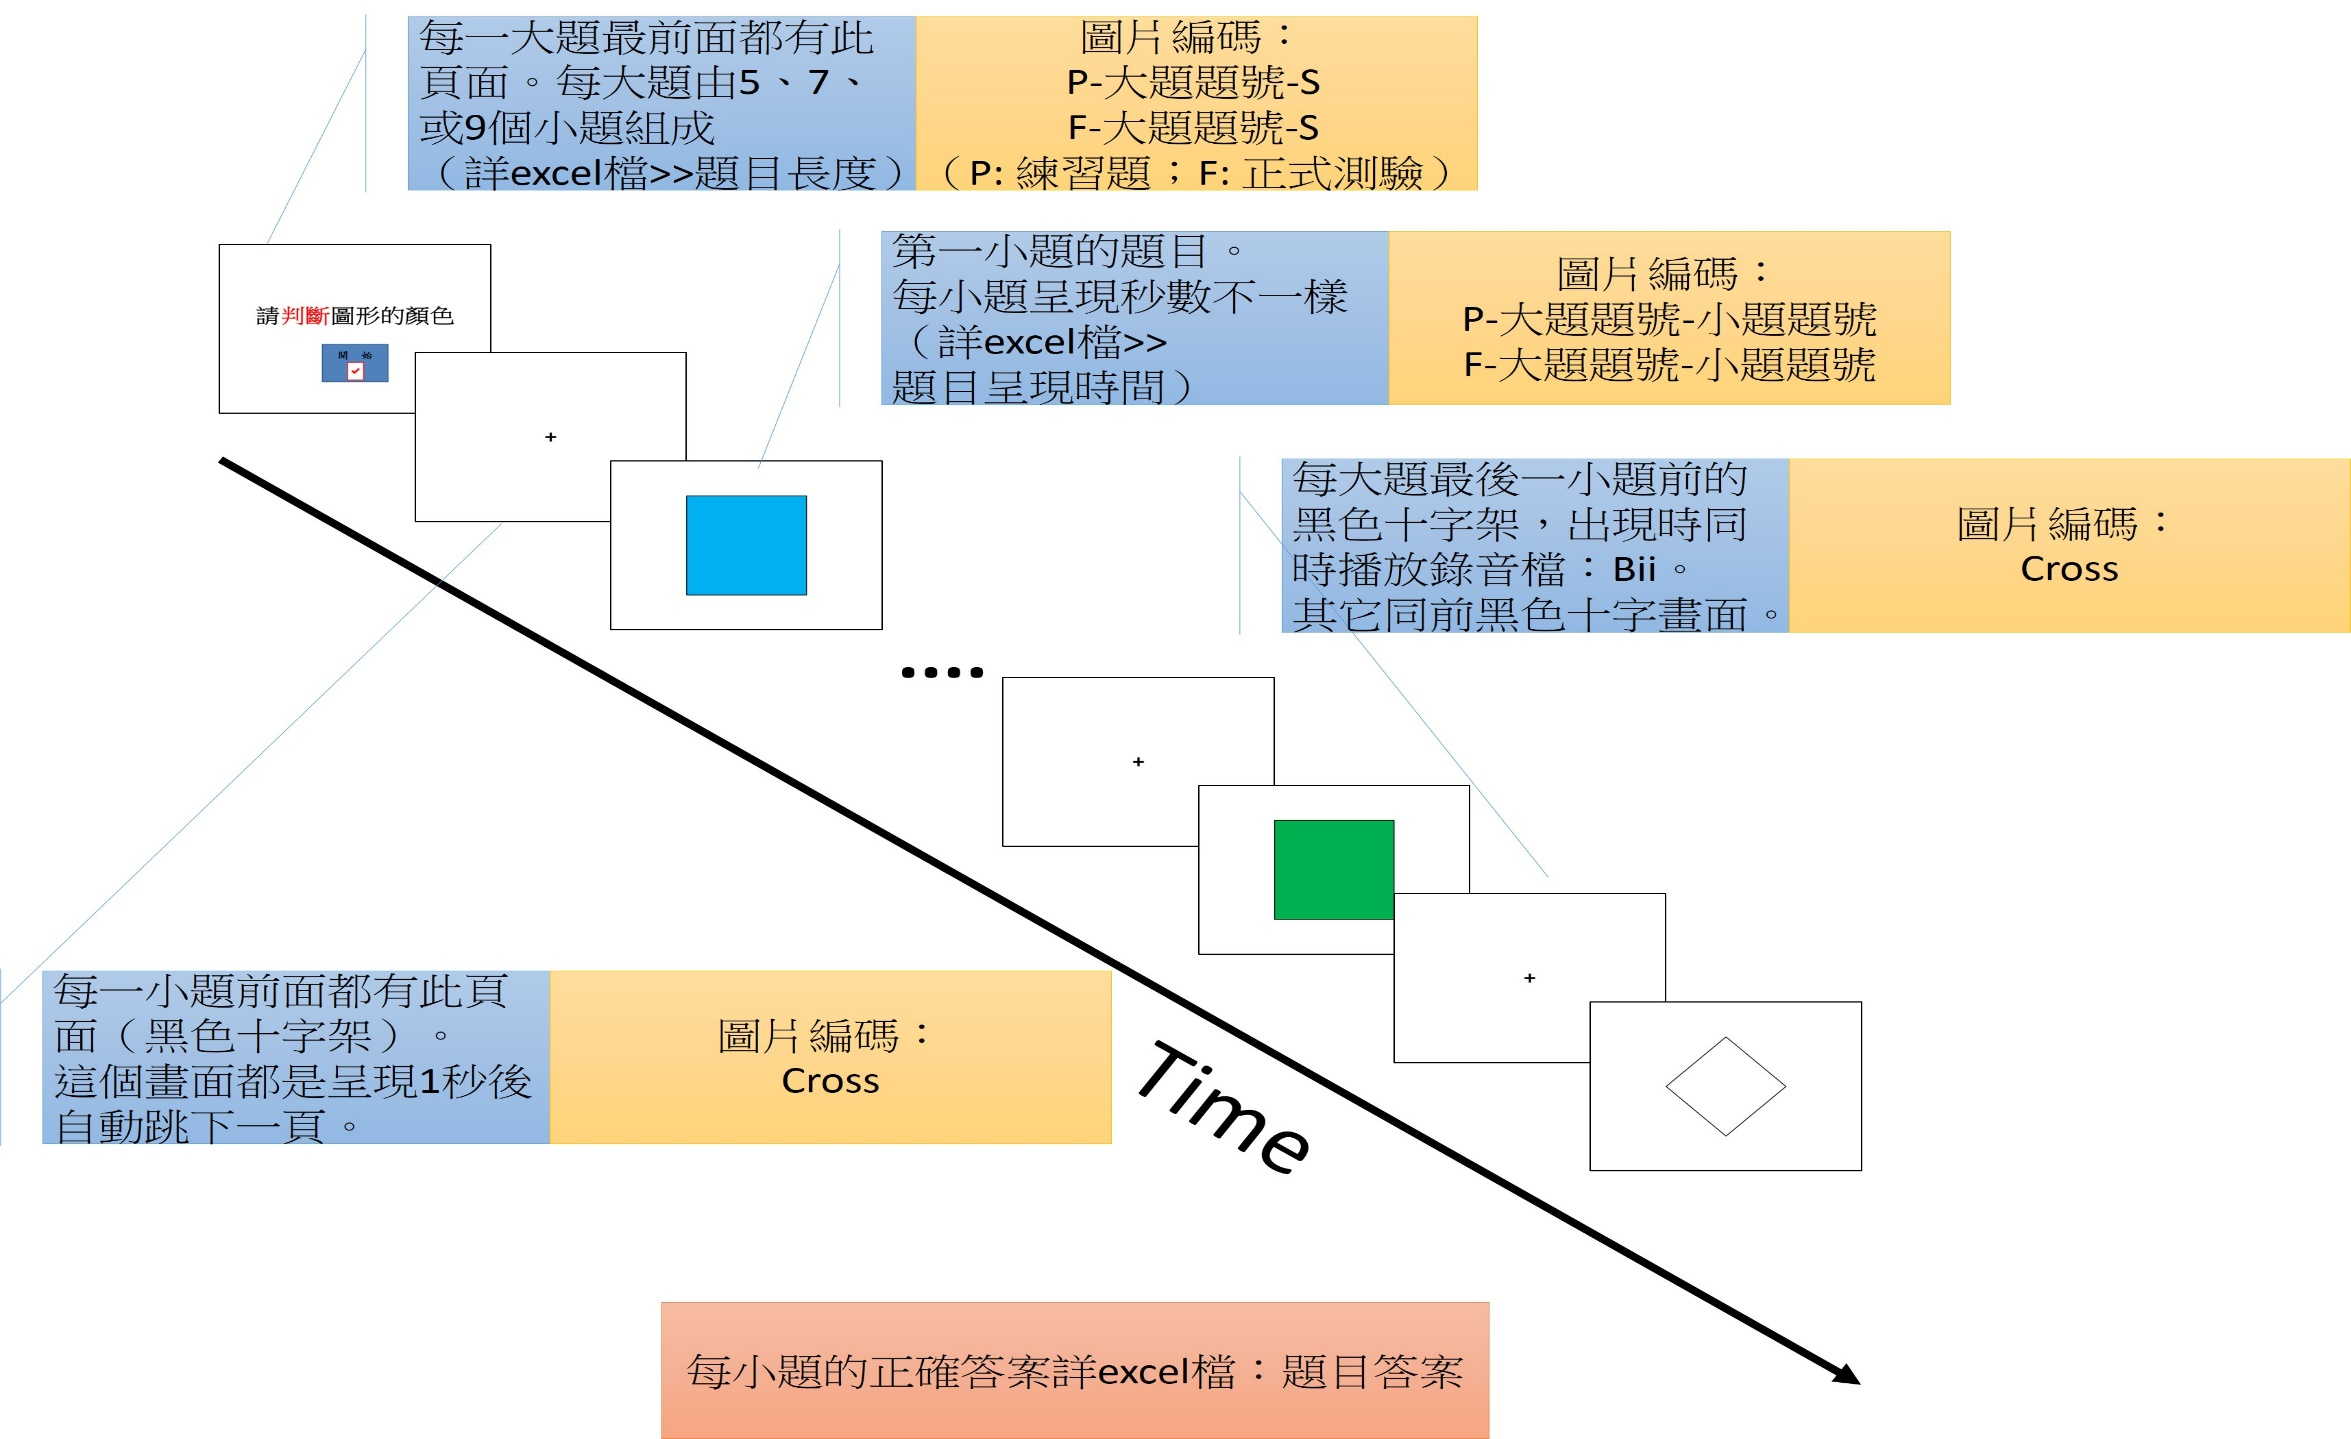 每一大題最前面都有此
頁面。每大題由5、7、
或9個小題組成
（詳excel檔>>題目長度）
圖片編碼：
P-大題題號-S
F-大題題號-S
（P: 練習題；F: 正式測驗）
請判斷圖形的顏色
開 始
第一小題的題目。
每小題呈現秒數不一樣
（詳excel檔>>
題目呈現時間）
圖片編碼：
P-大題題號-小題題號
F-大題題號-小題題號
+
每大題最後一小題前的
黑色十字架，出現時同
時播放錄音檔：Bii。
其它同前黑色十字畫面。
圖片編碼：
Cross
....
+
+
每一小題前面都有此頁
面（黑色十字架）。
這個畫面都是呈現1秒後
自動跳下一頁。
圖片編碼：
Cross
Time
每小題的正確答案詳excel檔：題目答案